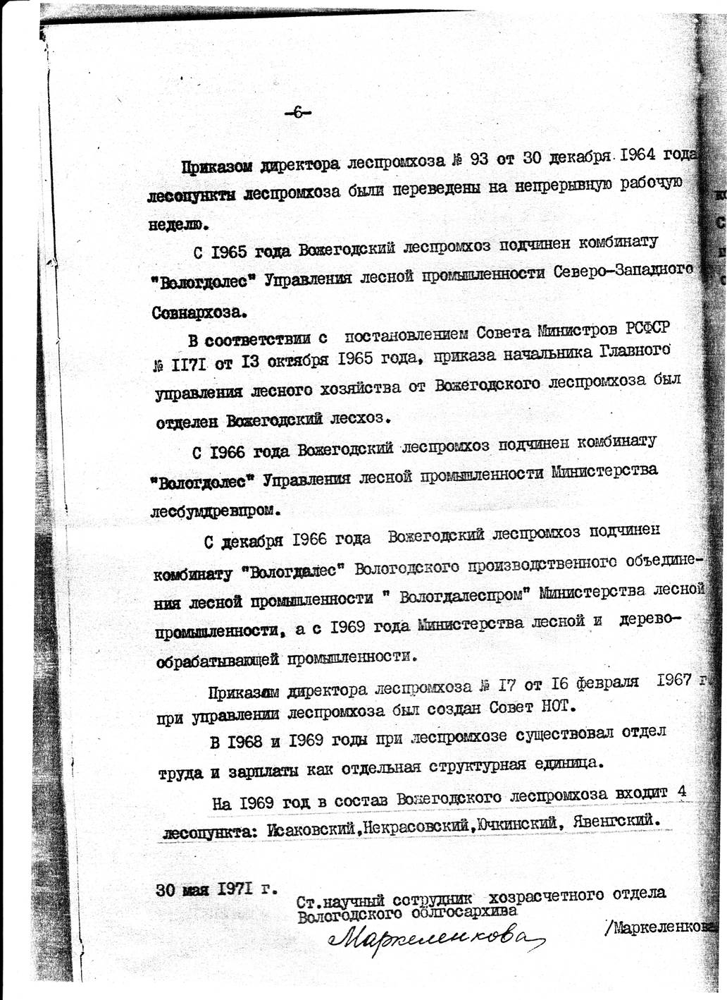 -6-
Приказом директора леспромхоза № 93 от 30 декабря 1964 года
лесопункты леспромхоза были переведены на непрерывную рабочую
неделю.
С 1965 года Вожегодский леспромхоз подчинен комбинату
"Вологдолес" Управления лесной промышленности Северо-Западного
Совнархоза.
В соответствии с постановлением Совета Министров РСФСР
№ 1171 от 13 октября 1965 года, приказа начальника Главного
управления лесного хозяйства от Вожегодского леспромхоза был
отделен Вожегодский лесхоз.
С 1966 года Вожегодский леспромхоз подчинен комбинату
"Вологдолес" Управления лесной промышленности Министерства
лесбумдревпром.
С декабря 1966 года Вожегодский леспромхоз подчинен
комбинату "Вологдалес" Вологодского производственного объедине-
ния лесной промышленности " Вологдалеспром" Министерства лесной
промышленности, а с 1969 года Министерства лесной и дерево-
обрабатывающей промышленности.
Приказам директора леспромхоза № 17 от 16 февраля 1967 г.
при управлении леспромхоза был создан Совет НОТ.
В 1968 и 1969 годы при леспромхозе существовал отдел
труда и зарплаты как отдельная структурная единица.
На 1969 год в состав Вожегодского леспромхоза входит 4
лесопункта: Исаковский,Некрасовский,Ючкинский, Явенгский.
30 мая 1971 г.
Ст.научный сотрудник хозрасчетного отдела
Вологодского облгосархива
Маркеленкова
/Маркеленкова